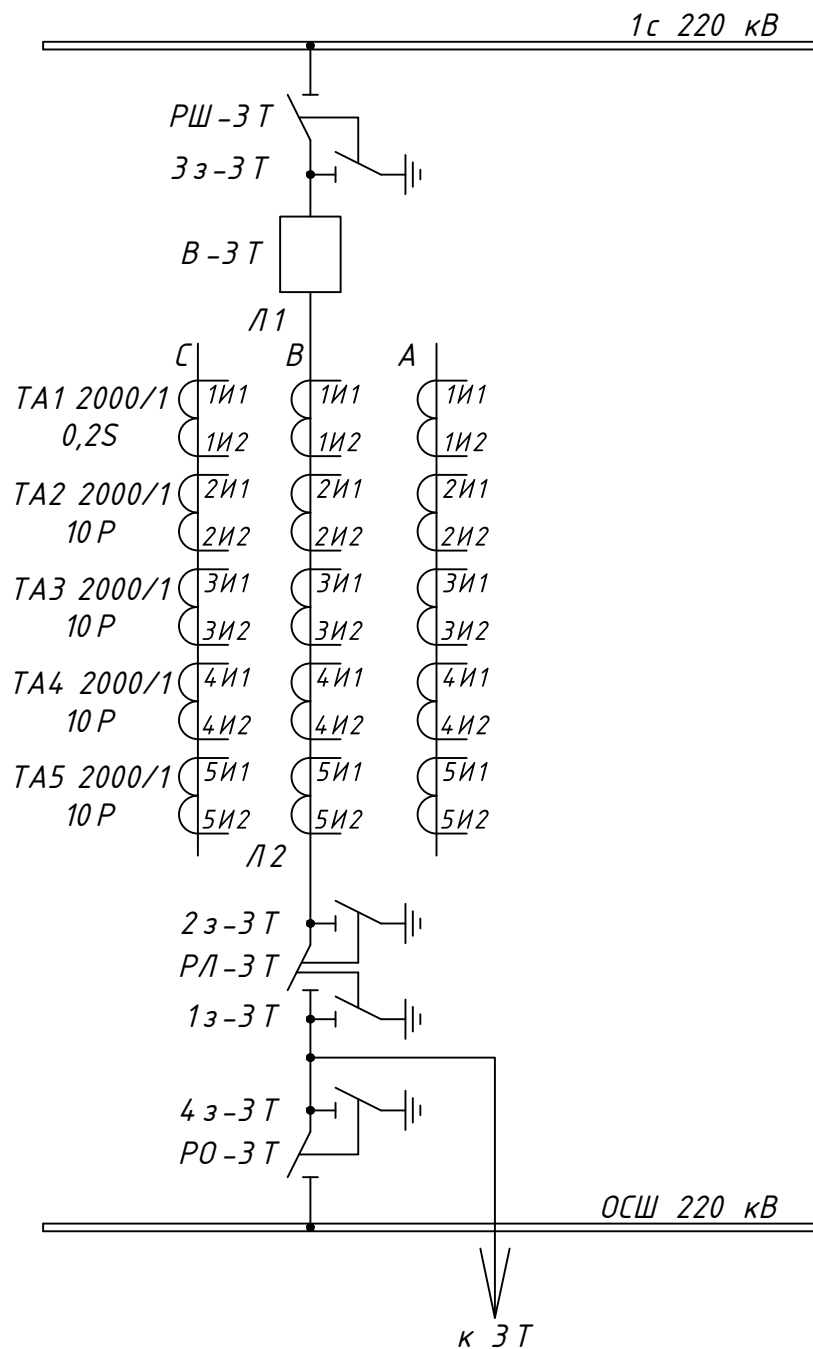 1с 220 кВ
РШ-3Т
3з-3Т
В-3Т
Л1
С В А
ТА1 2000/1 1И1 1И1 1И1
0,2S 1И2 1И2 1И2
ТА2 2000/1 2И1 2И1 2И1
10Р 2И2 2И2 2И2
ТА3 2000/1 3И1 3И1 3И1
10Р 3И2 3И2 3И2
ТА4 2000/1 4И1 4И1 4И1
10Р 4И2 4И2 4И2
ТА5 2000/1 5И1 5И1 5И1
10Р 5И2 5И2 5И2
Л2
2з-3Т
РЛ-3Т
1з-3Т
4з-3Т
РО-3Т
ОСШ 220 кВ
к 3Т